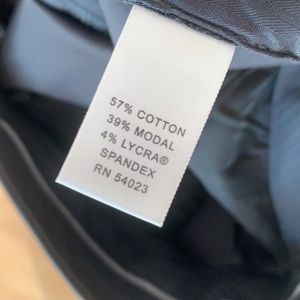 57% COTTON
39% MODAL
4% LYCRA®
SPANDEX
RN 54023